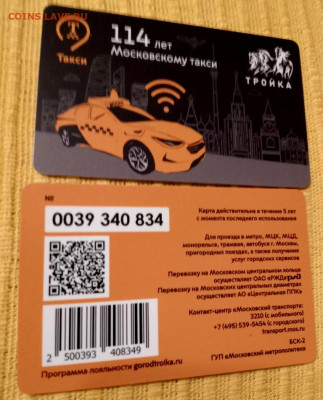 COINS.LAVE.RU
Такси
114 лет
Московскому такси
ТРОЙКА
№
0039 340 834
Карта действительна в течение 5 лет
с момента последнего использования
Для проезда в метро, МЦК, МЦД,
монорельсе, трамвае, автобусе г. Москвы,
пригородных поездах, а также получения
услуг городских сервисов
Перевозку на Московском центральном кольце
осуществляет ОАО «РЖД»
Перевозку на Московских центральных диаметрах
осуществляет АО «Центральная ППК»
Контакт-центр «Московский транспорт»:
3210 (с мобильного)
+7 (495) 539-5454 (с городского)
transport.mos.ru
2 500393 408349
БСК-2
Программа лояльности gorodtroika.ru
ГУП «Московский метрополитен»